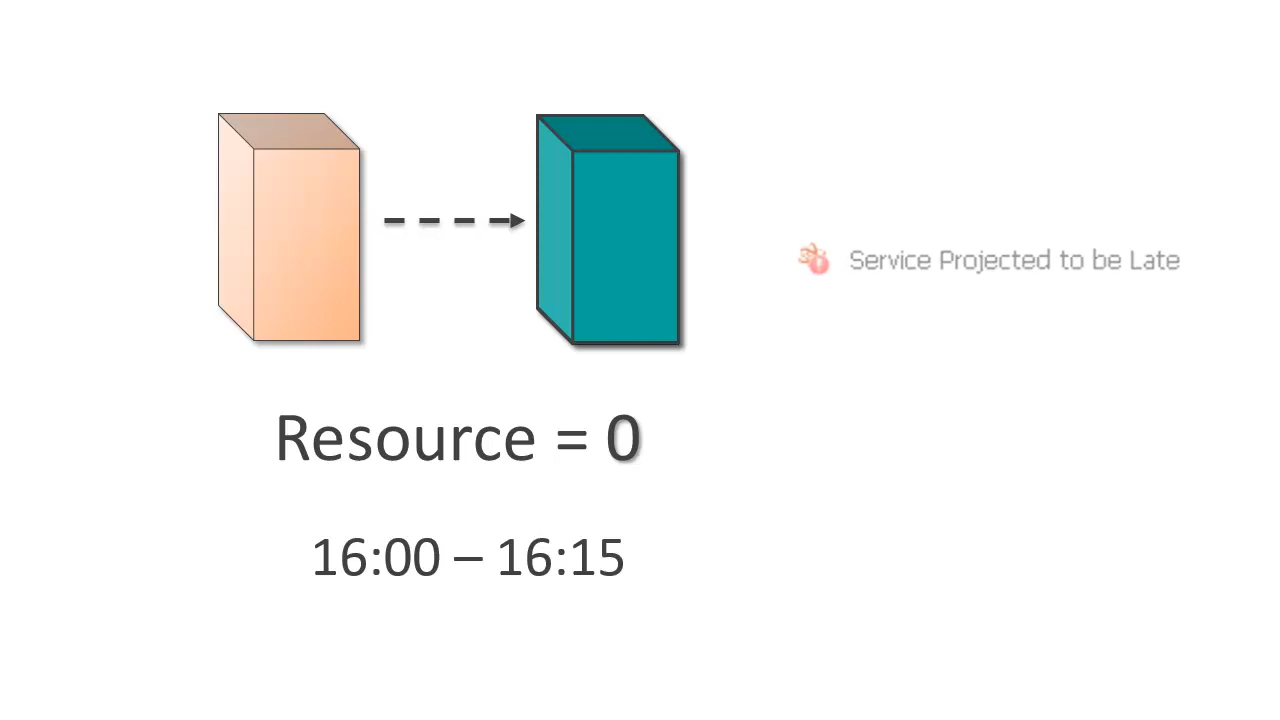 Service Projected to be Late
Resource = 0
16:00 – 16:15